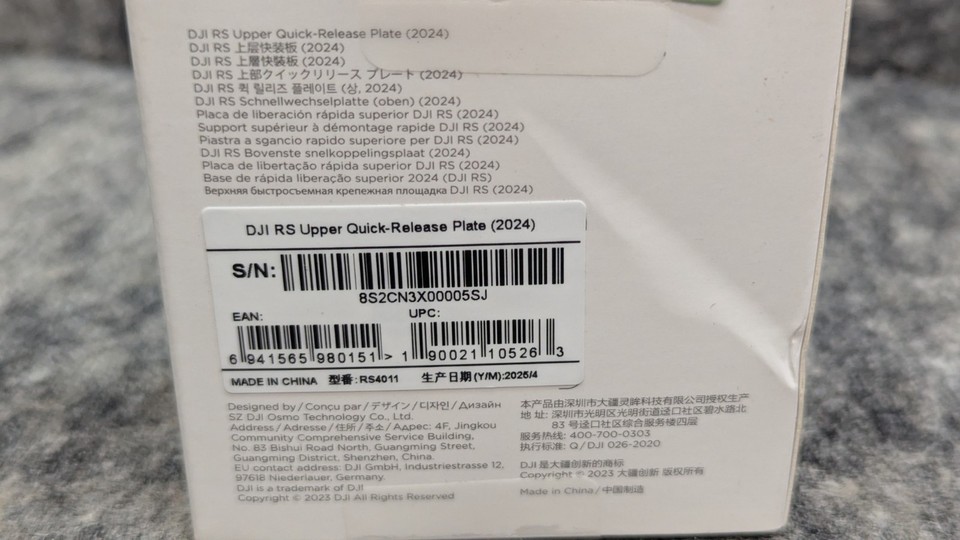 DJI RS Upper Quick-Release Plate (2024)
DJI RS 上层快装板 (2024)
DJI RS 上層快裝板 (2024)
DJI RS 上部クイックリリース プレート (2024)
DJI RS 퀵 릴리즈 플레이트 (상, 2024)
DJI RS Schnellwechselplatte (oben) (2024)
Placa de liberación rápida superior DJI RS (2024)
Support supérieur à démontage rapide DJI RS (2024)
Piastra a sgancio rapido superiore per DJI RS (2024)
DJI RS Bovenste snelkoppelingsplaat (2024)
Placa de libertação rápida superior DJI RS (2024)
Base de rápida liberação superior 2024 (DJI RS)
Верхняя быстросъемная крепежная площадка DJI RS (2024)
DJI RS Upper Quick-Release Plate (2024)
S/N:
8S2CN3X00005SJ
EAN: UPC:
6 941565 980151 > 1 90021 10526 3
MADE IN CHINA 型番:RS4011 生产日期(Y/M):2025/4
Designed by/Conçu par/デザイン/디자인/Дизайн
SZ DJI Osmo Technology Co., Ltd.
Address/Adresse/住所/주소/Адрес: 4F, Jingkou
Community Comprehensive Service Building,
No. 83 Bishui Road North, Guangming Street,
Guangming District, Shenzhen, China.
EU contact address: DJI GmbH, Industriestrasse 12,
97618 Niederlauer, Germany.
DJI is a trademark of DJI
Copyright © 2023 DJI All Rights Reserved
本产品由深圳市大疆灵眸科技有限公司授权生产
地 址: 深圳市光明区光明街道迳口社区碧水路北
83 号迳口社区综合服务楼四层
服务热线: 400-700-0303
执行标准: Q/DJI 026-2020
DJI 是大疆创新的商标
Copyright © 2023 大疆创新 版权所有
Made in China/中国制造